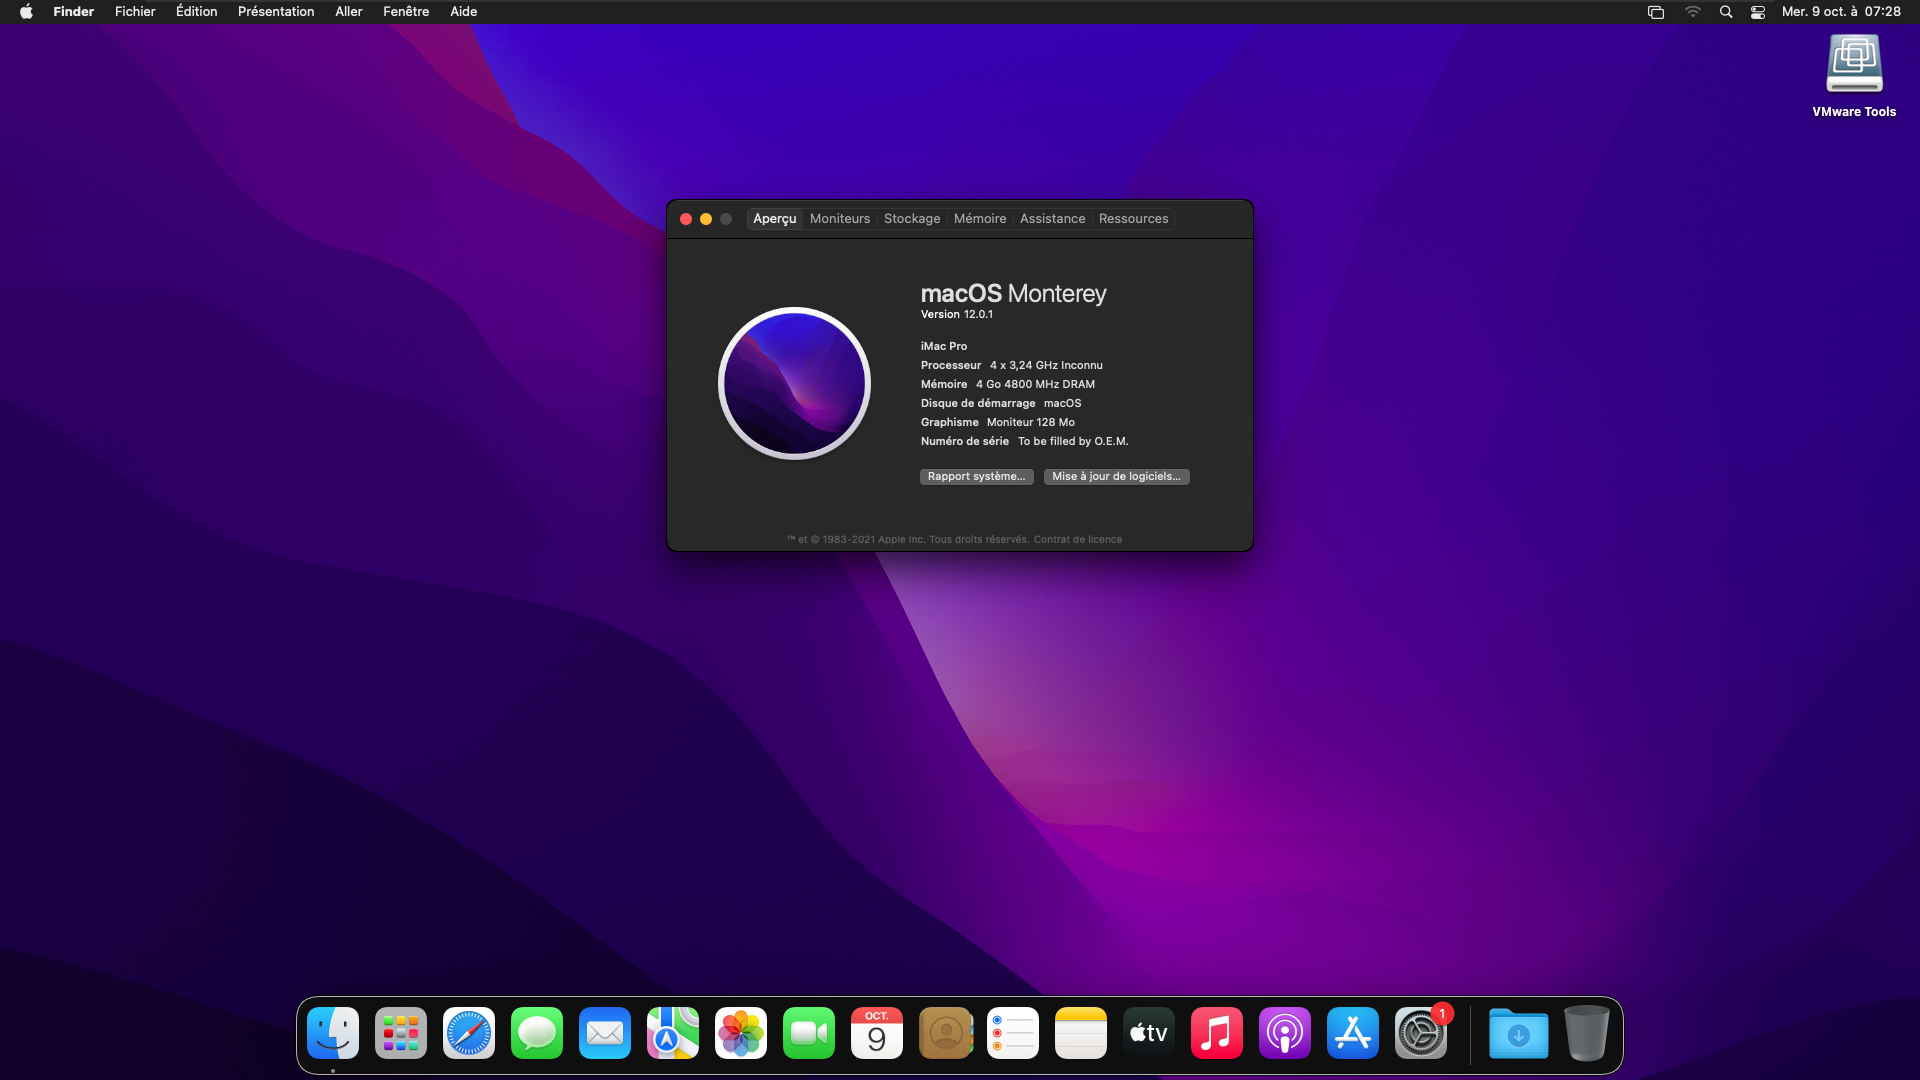 Finder Fichier Édition Présentation Aller Fenêtre Aide Mer. 9 oct. à 07:28
VMware Tools
Aperçu Moniteurs Stockage Mémoire Assistance Ressources
macOS Monterey
Version 12.0.1
iMac Pro
Processeur 4 x 3,24 GHz Inconnu
Mémoire 4 Go 4800 MHz DRAM
Disque de démarrage macOS
Graphisme Moniteur 128 Mo
Numéro de série To be filled by O.E.M.
Rapport système... Mise à jour de logiciels...
™ et © 1983-2021 Apple Inc. Tous droits réservés. Contrat de licence
OCT.
9
tv
1